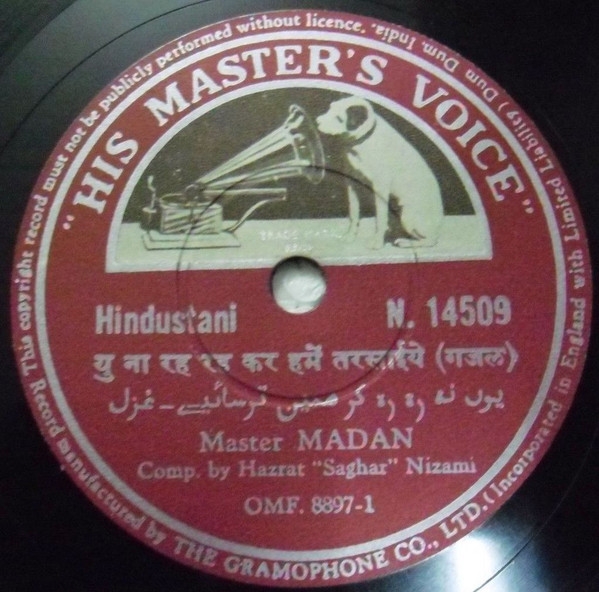 This copyright record must not be publicly performed without licence.
Record manufactured by THE GRAMOPHONE CO., LTD. (Incorporated in England with Limited Liability) Dum Dum, India.
"HIS MASTER'S VOICE"
TRADE MARK
Hindustani N. 14509
यु ना रह रह कर हमें तरसाईये (गजल)
یوں نہ رہ رہ کر ہمیں ترسائیے - غزل
Master MADAN
Comp. by Hazrat "Saghar" Nizami
OMF. 8897-1